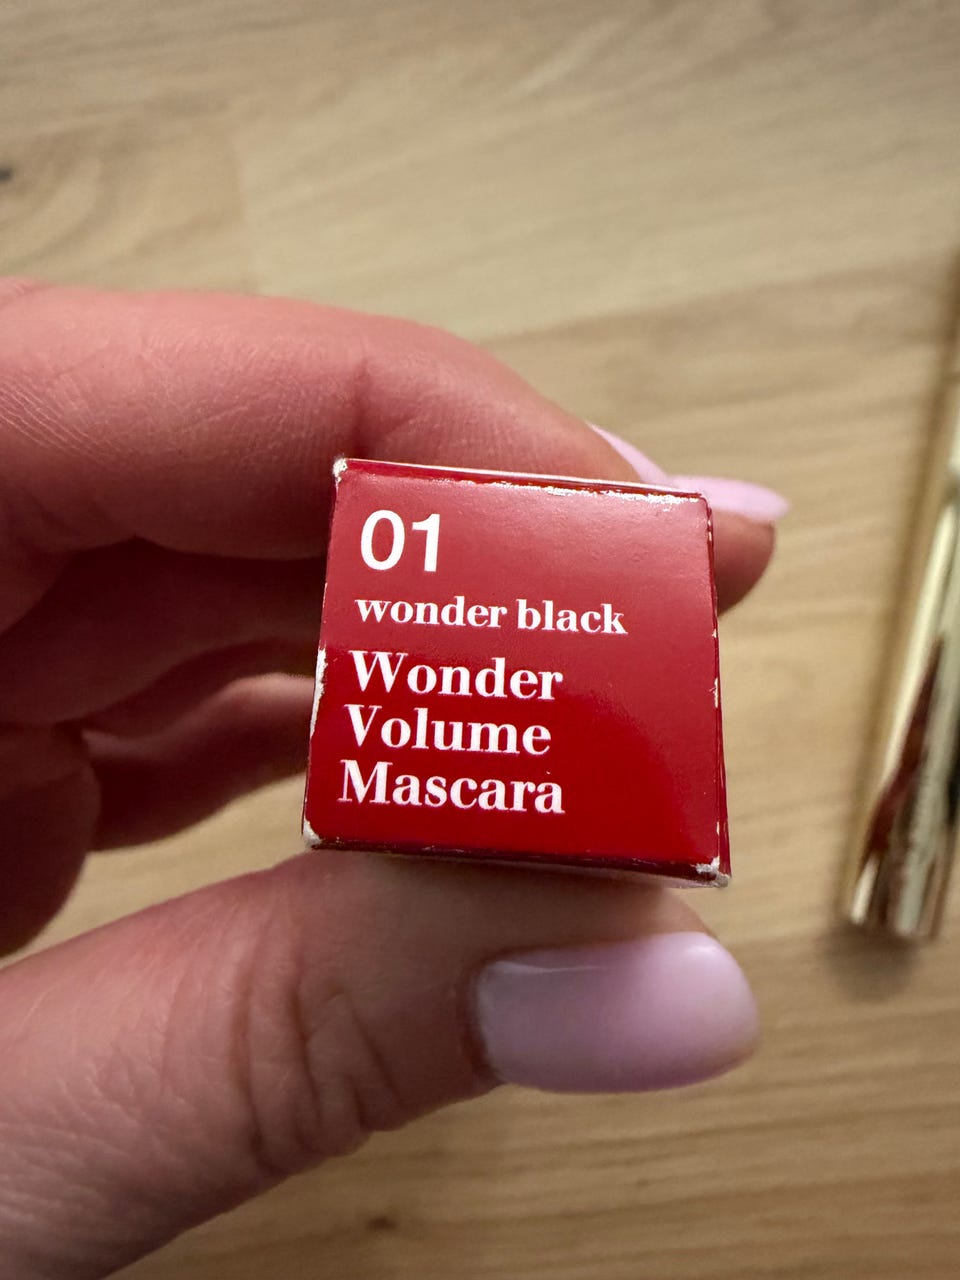 01
wonder black
Wonder
Volume
Mascara